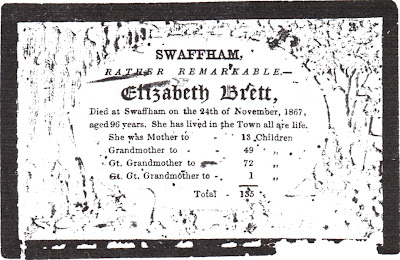 SWAFFHAM,
RATHER REMARKABLE.—
Elizabeth Brett,
Died at Swaffham on the 24th of November, 1867,
aged 96 years. She has lived in the Town all her life.
She was Mother to - 13 Children
Grandmother to - 49 „
Gt. Grandmother to - 72 „
Gt. Gt. Grandmother to - 1 „
Total - 135